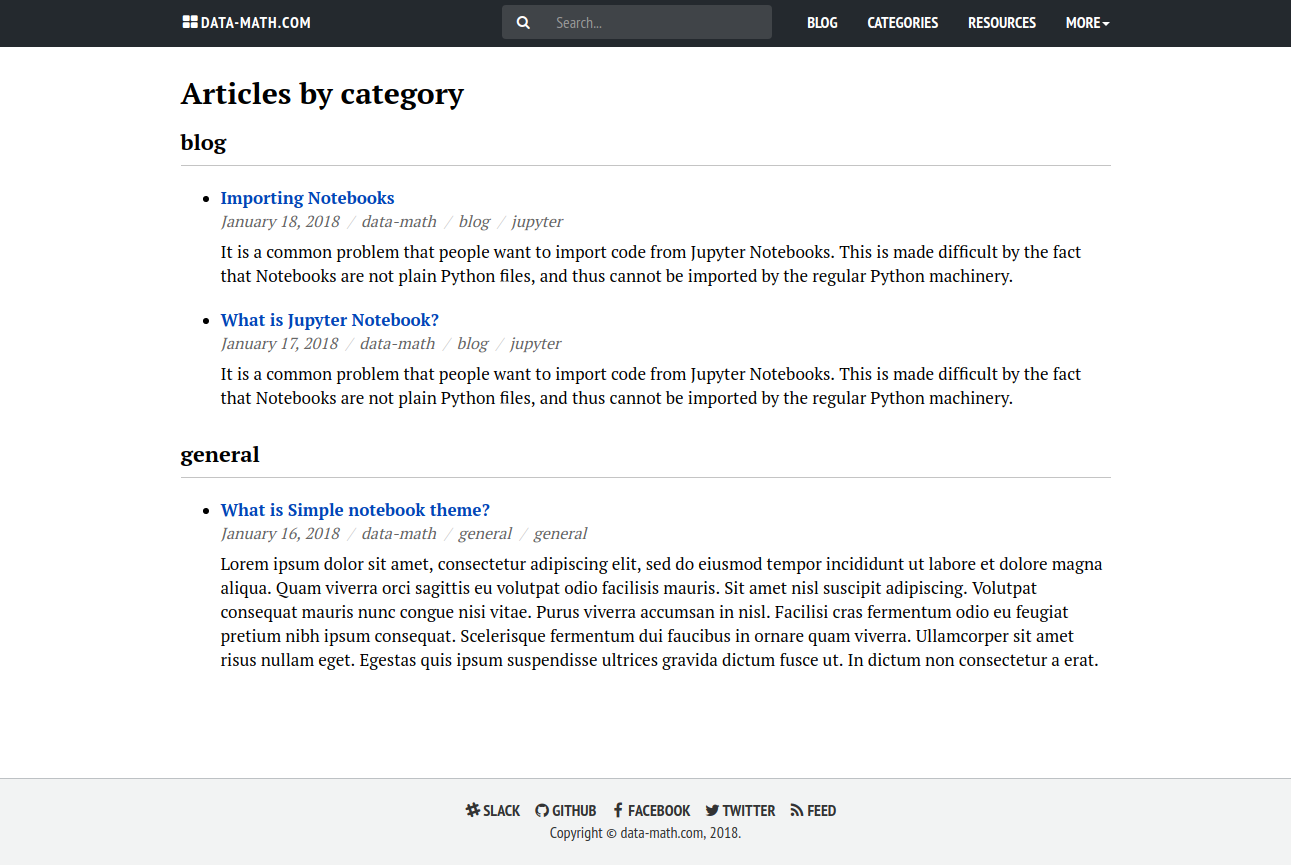 DATA-MATH.COM Search... BLOG CATEGORIES RESOURCES MORE
Articles by category
blog
Importing Notebooks
January 18, 2018 / data-math / blog / jupyter
It is a common problem that people want to import code from Jupyter Notebooks. This is made difficult by the fact
that Notebooks are not plain Python files, and thus cannot be imported by the regular Python machinery.
What is Jupyter Notebook?
January 17, 2018 / data-math / blog / jupyter
It is a common problem that people want to import code from Jupyter Notebooks. This is made difficult by the fact
that Notebooks are not plain Python files, and thus cannot be imported by the regular Python machinery.
general
What is Simple notebook theme?
January 16, 2018 / data-math / general / general
Lorem ipsum dolor sit amet, consectetur adipiscing elit, sed do eiusmod tempor incididunt ut labore et dolore magna
aliqua. Quam viverra orci sagittis eu volutpat odio facilisis mauris. Sit amet nisl suscipit adipiscing. Volutpat
consequat mauris nunc congue nisi vitae. Purus viverra accumsan in nisl. Facilisi cras fermentum odio eu feugiat
pretium nibh ipsum consequat. Scelerisque fermentum dui faucibus in ornare quam viverra. Ullamcorper sit amet
risus nullam eget. Egestas quis ipsum suspendisse ultrices gravida dictum fusce ut. In dictum non consectetur a erat.
SLACK GITHUB FACEBOOK TWITTER FEED
Copyright © data-math.com, 2018.